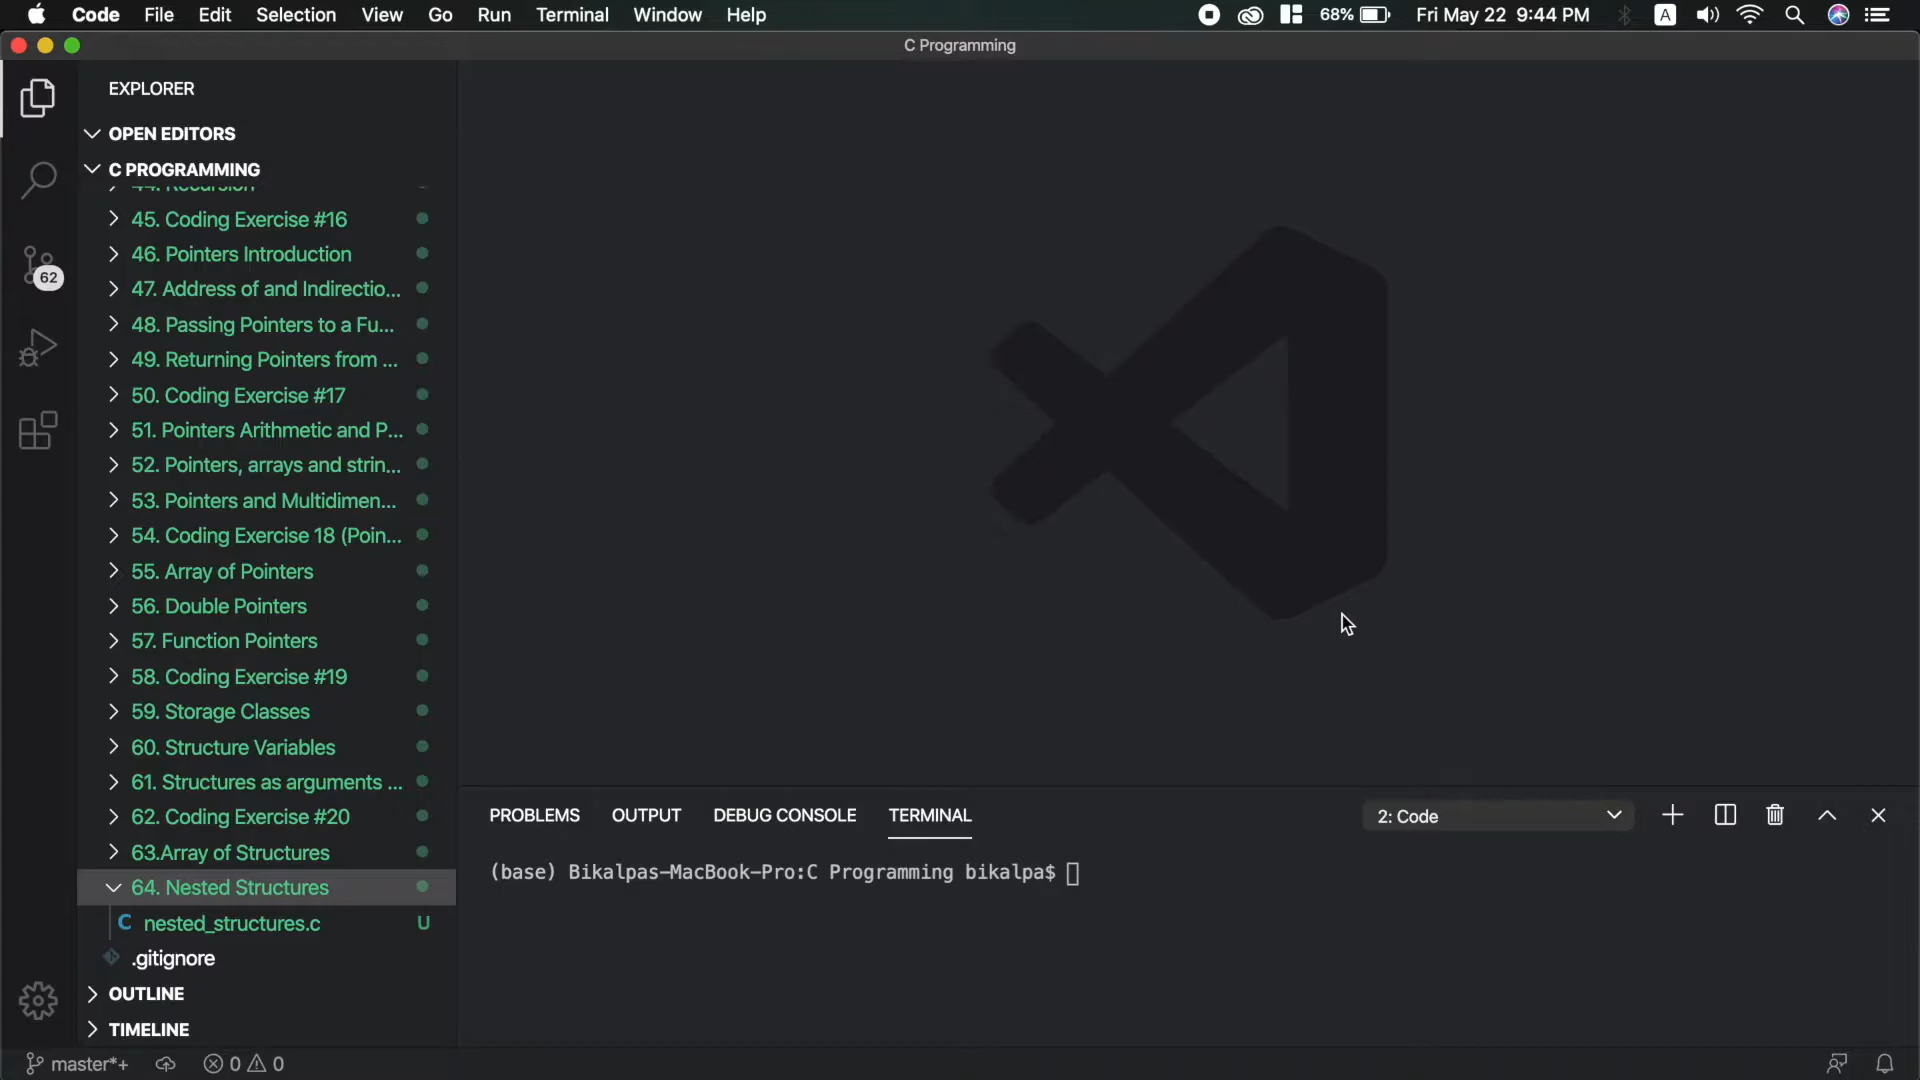 Code File Edit Selection View Go Run Terminal Window Help 68% Fri May 22 9:44 PM A
C Programming
EXPLORER
OPEN EDITORS
C PROGRAMMING
44. Recursion
45. Coding Exercise #16
46. Pointers Introduction
47. Address of and Indirectio...
48. Passing Pointers to a Fu...
49. Returning Pointers from ...
50. Coding Exercise #17
51. Pointers Arithmetic and P...
52. Pointers, arrays and strin...
53. Pointers and Multidimen...
54. Coding Exercise 18 (Poin...
55. Array of Pointers
56. Double Pointers
57. Function Pointers
58. Coding Exercise #19
59. Storage Classes
60. Structure Variables
61. Structures as arguments ...
62. Coding Exercise #20
63.Array of Structures
64. Nested Structures
C nested_structures.c U
.gitignore
OUTLINE
TIMELINE
62
PROBLEMS OUTPUT DEBUG CONSOLE TERMINAL 2: Code
(base) Bikalpas-MacBook-Pro:C Programming bikalpa$
master*+ 0 0